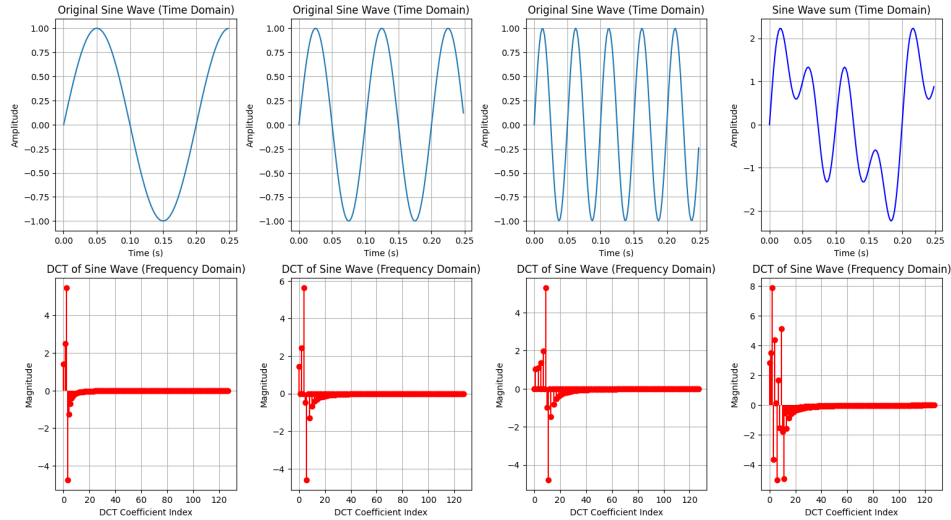 Original Sine Wave (Time Domain)
1.00
0.75
0.50
0.25
0.00
−0.25
−0.50
−0.75
−1.00
Amplitude
0.00 0.05 0.10 0.15 0.20 0.25
Time (s)
Original Sine Wave (Time Domain)
1.00
0.75
0.50
0.25
0.00
−0.25
−0.50
−0.75
−1.00
Amplitude
0.00 0.05 0.10 0.15 0.20 0.25
Time (s)
Original Sine Wave (Time Domain)
1.00
0.75
0.50
0.25
0.00
−0.25
−0.50
−0.75
−1.00
Amplitude
0.00 0.05 0.10 0.15 0.20 0.25
Time (s)
Sine Wave sum (Time Domain)
2
1
0
−1
−2
Amplitude
0.00 0.05 0.10 0.15 0.20 0.25
Time (s)
DCT of Sine Wave (Frequency Domain)
4
2
0
−2
−4
Magnitude
0 20 40 60 80 100 120
DCT Coefficient Index
DCT of Sine Wave (Frequency Domain)
6
4
2
0
−2
−4
Magnitude
0 20 40 60 80 100 120
DCT Coefficient Index
DCT of Sine Wave (Frequency Domain)
4
2
0
−2
−4
Magnitude
0 20 40 60 80 100 120
DCT Coefficient Index
DCT of Sine Wave (Frequency Domain)
8
6
4
2
0
−2
−4
Magnitude
0 20 40 60 80 100 120
DCT Coefficient Index